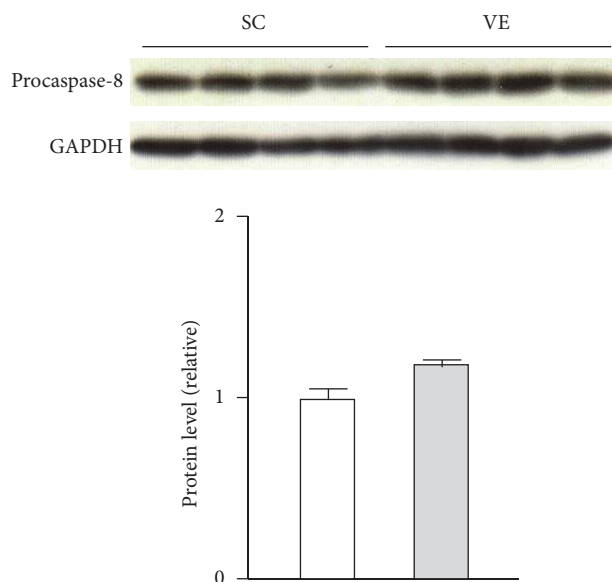 SC VE
Procaspase-8
GAPDH
2
1
0
Protein level (relative)